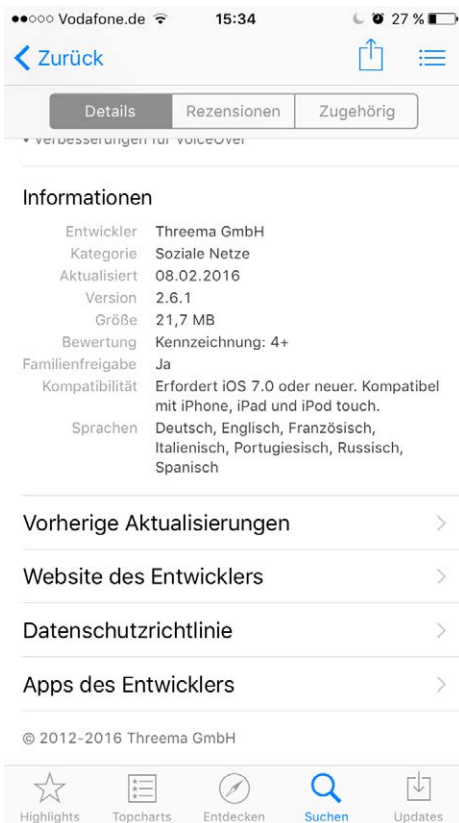 Vodafone.de 15:34 27 %
Zurück
Details Rezensionen Zugehörig
• Verbesserungen für VoiceOver
Informationen
Entwickler Threema GmbH
Kategorie Soziale Netze
Aktualisiert 08.02.2016
Version 2.6.1
Größe 21,7 MB
Bewertung Kennzeichnung: 4+
Familienfreigabe Ja
Kompatibilität Erfordert iOS 7.0 oder neuer. Kompatibel
mit iPhone, iPad und iPod touch.
Sprachen Deutsch, Englisch, Französisch,
Italienisch, Portugiesisch, Russisch,
Spanisch
Vorherige Aktualisierungen
Website des Entwicklers
Datenschutzrichtlinie
Apps des Entwicklers
© 2012-2016 Threema GmbH
Highlights Topcharts Entdecken Suchen Updates